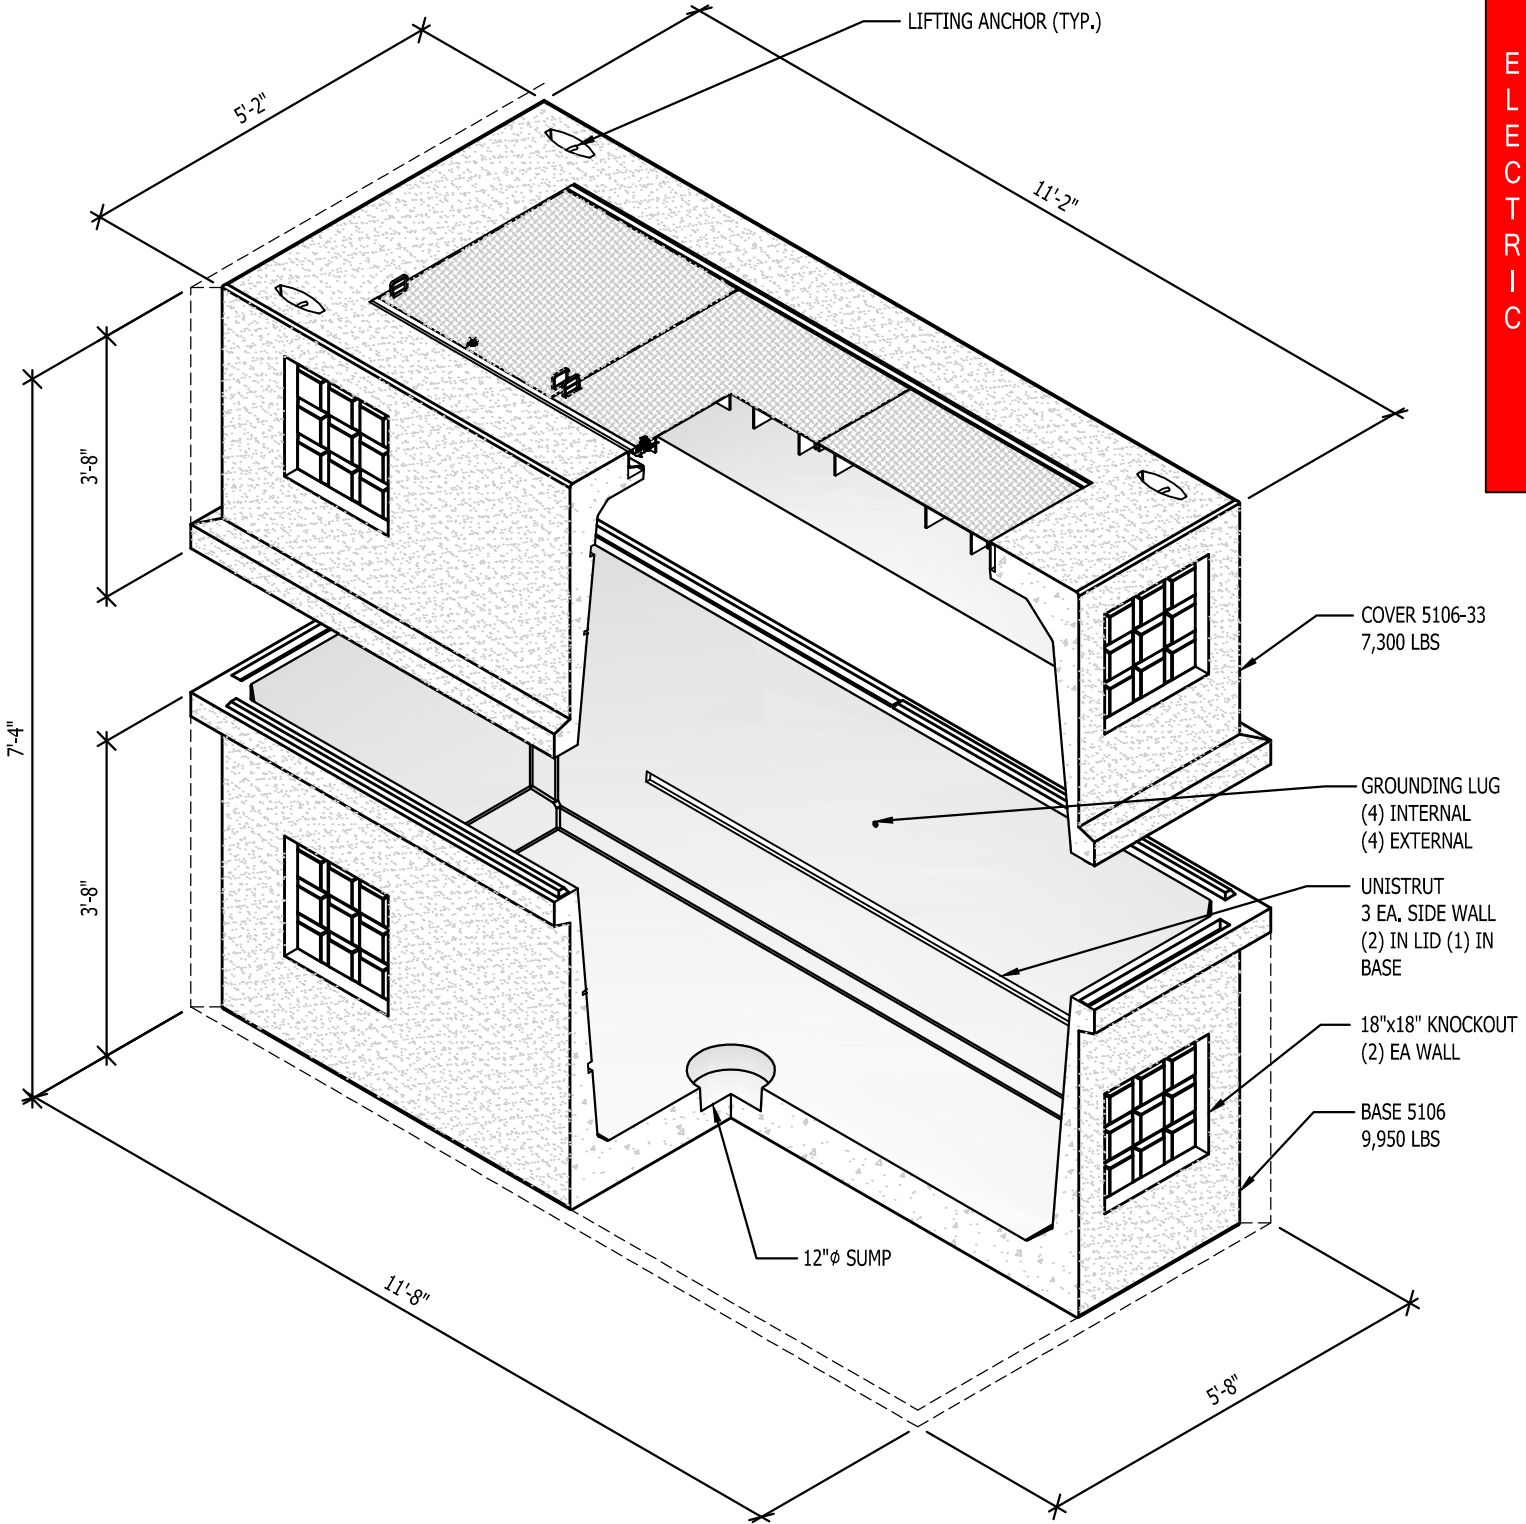 LIFTING ANCHOR (TYP.)
5'-2"
11'-2"
ELECTRIC
3'-8"
7'-4"
3'-8"
COVER 5106-33
7,300 LBS
GROUNDING LUG
(4) INTERNAL
(4) EXTERNAL
UNISTRUT
3 EA. SIDE WALL
(2) IN LID (1) IN
BASE
18"x18" KNOCKOUT
(2) EA WALL
BASE 5106
9,950 LBS
12"ϕ SUMP
11'-8"
5'-8"